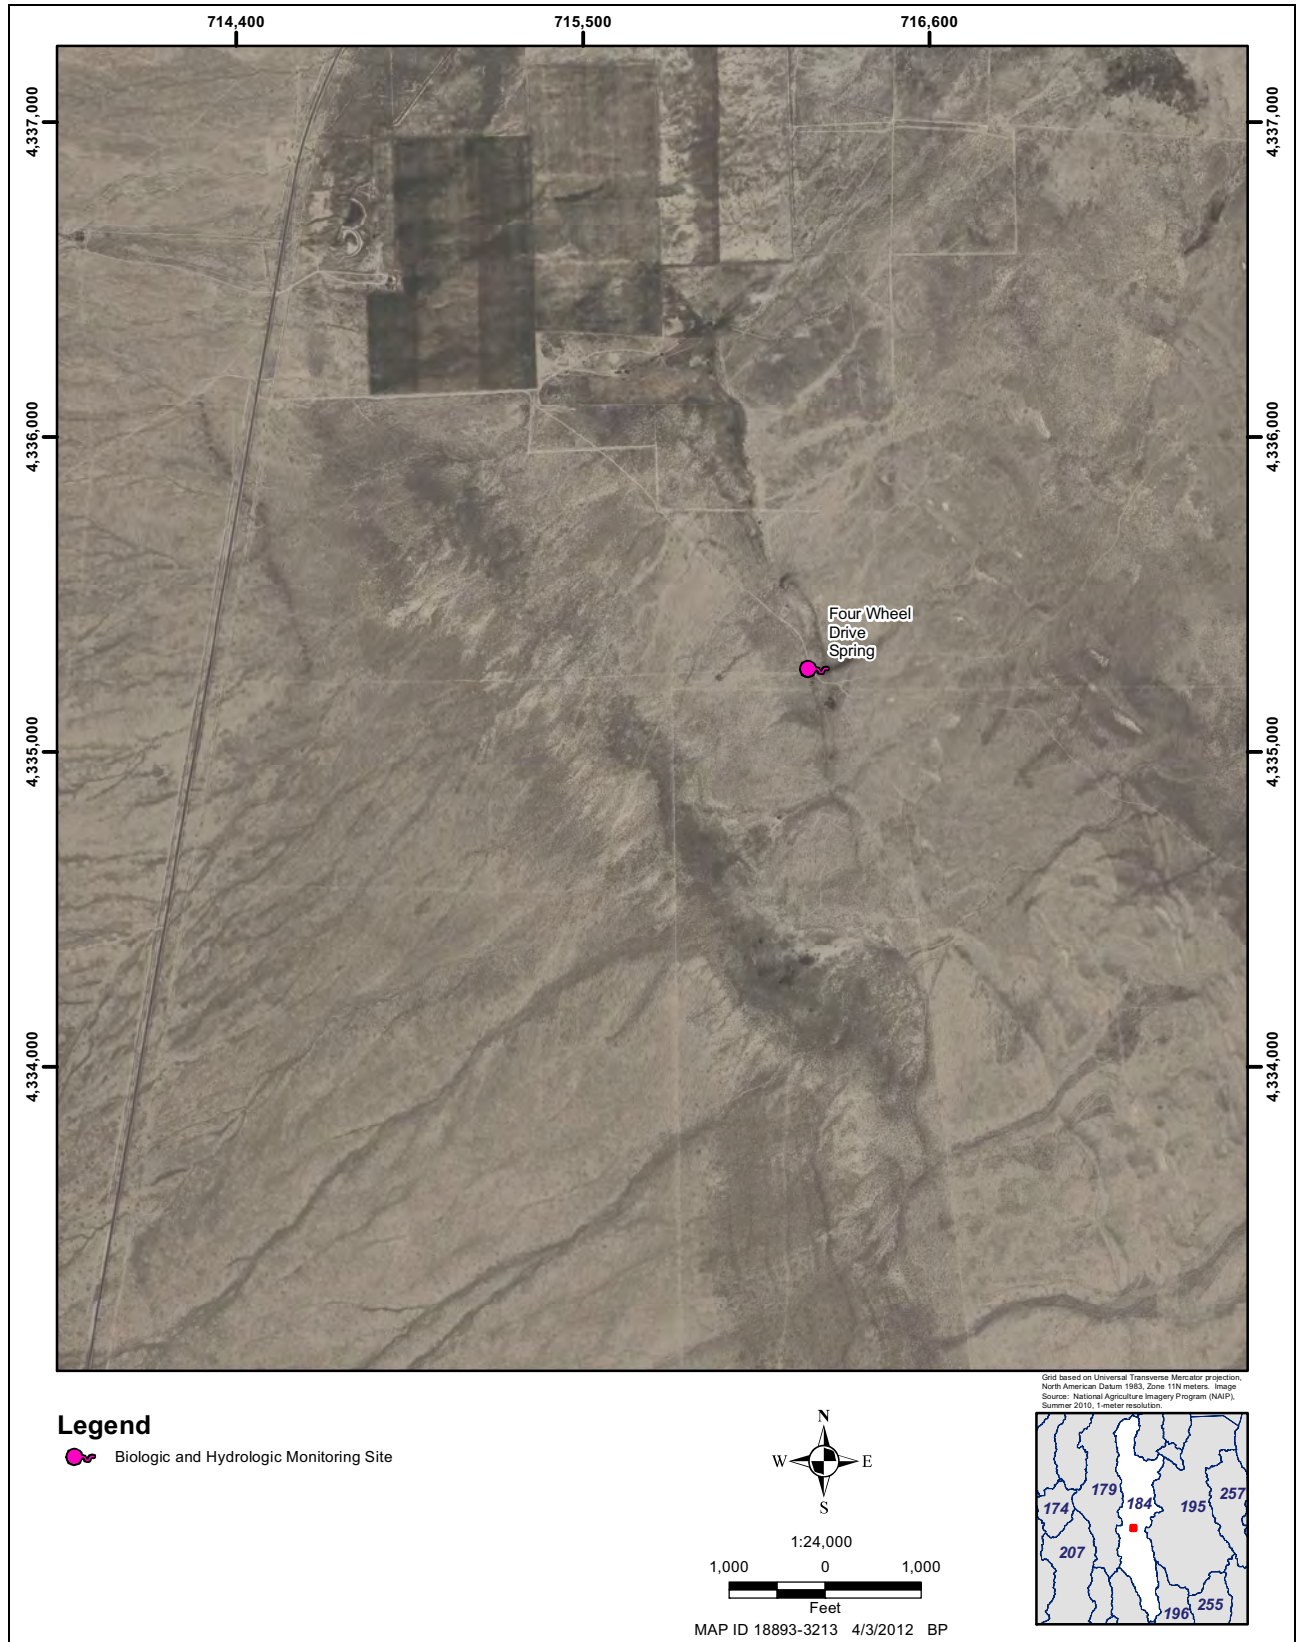 714,400 715,500 716,600
4,337,000 4,337,000
4,336,000 4,336,000
Four Wheel
Drive
Spring
4,335,000 4,335,000
4,334,000 4,334,000
Grid based on Universal Transverse Mercator projection,
North American Datum 1983, Zone 11N meters. Image
Source: National Agriculture Imagery Program (NAIP),
Summer 2010, 1-meter resolution.
Legend
Biologic and Hydrologic Monitoring Site
N
W E
S
1:24,000
1,000 0 1,000
Feet
MAP ID 18893-3213 4/3/2012 BP
179
184
195
257
174
207
196
255